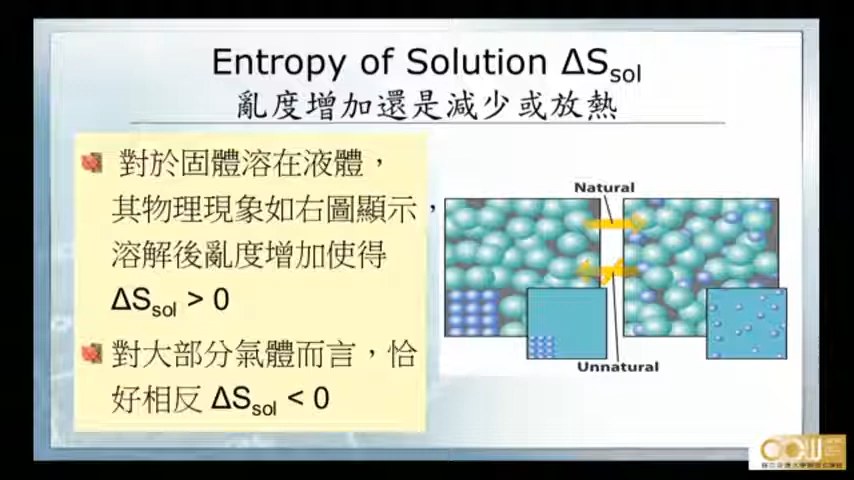 Entropy of Solution ΔSsol
亂度增加還是減少或放熱
對於固體溶在液體，
其物理現象如右圖顯示，
溶解後亂度增加使得
ΔSsol > 0
對大部分氣體而言，恰
好相反 ΔSsol < 0
Natural
Unnatural
OCW